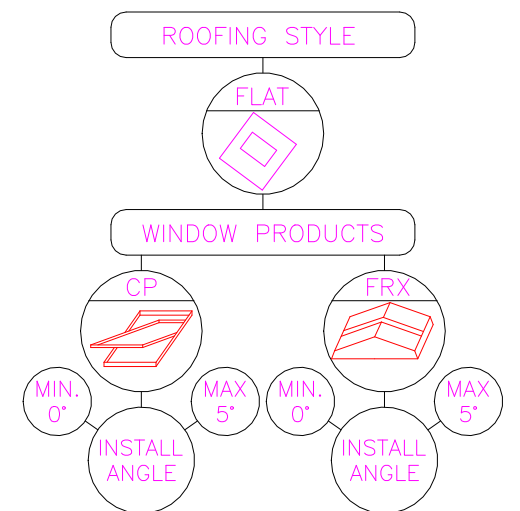 ROOFING STYLE
FLAT
WINDOW PRODUCTS
CP
FRX
MIN.
0°
MAX
5°
MIN.
0°
MAX
5°
INSTALL
ANGLE
INSTALL
ANGLE